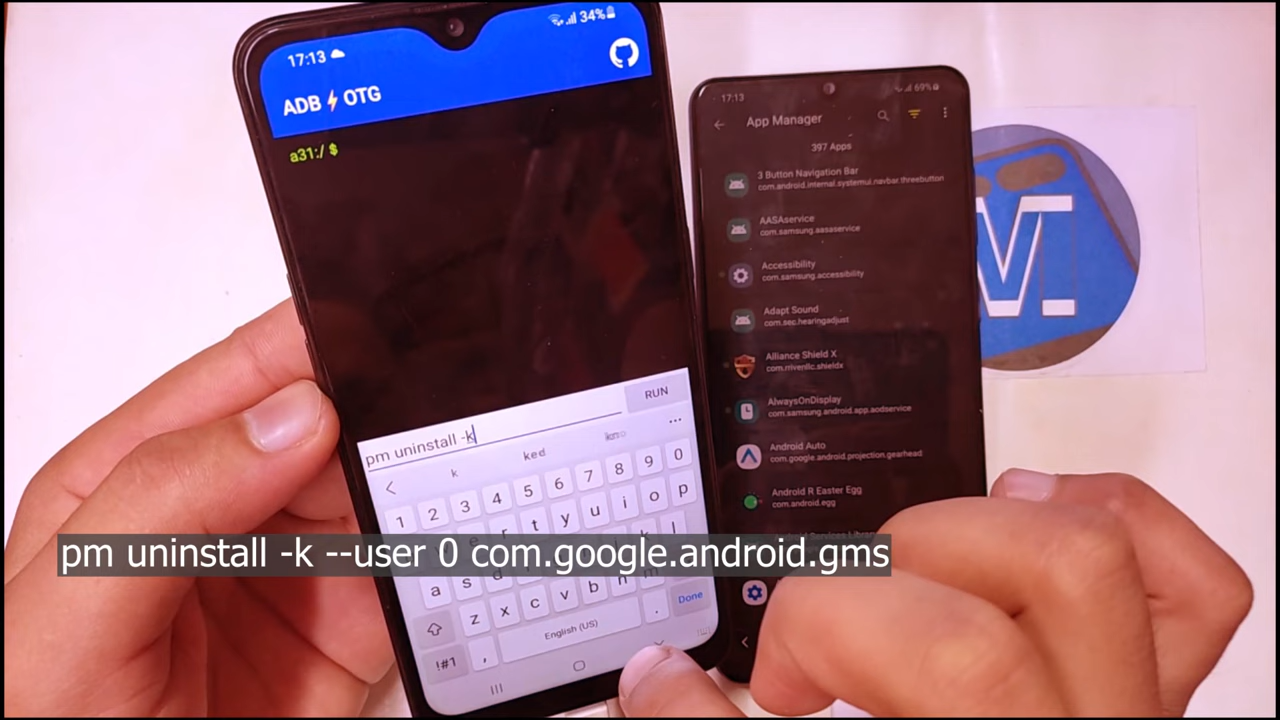 17:13
34%
ADB⚡OTG
a31:/ $
RUN
pm uninstall -k
k
ked
1 2 3 4 5 6 7 8 9 0
e r t y u i o p
a s d k l
z x c v b n m
!#1 , English (US) . Done
17:13
69%
App Manager
397 Apps
3 Button Navigation Bar
com.android.internal.systemui.navbar.threebutton
AASAservice
com.samsung.aasaservice
Accessibility
com.samsung.accessibility
Adapt Sound
com.sec.hearingadjust
Alliance Shield X
com.rrivenllc.shieldx
AlwaysOnDisplay
com.samsung.android.app.aodservice
Android Auto
com.google.android.projection.gearhead
Android R Easter Egg
com.android.egg
pm uninstall -k --user 0 com.google.android.gms